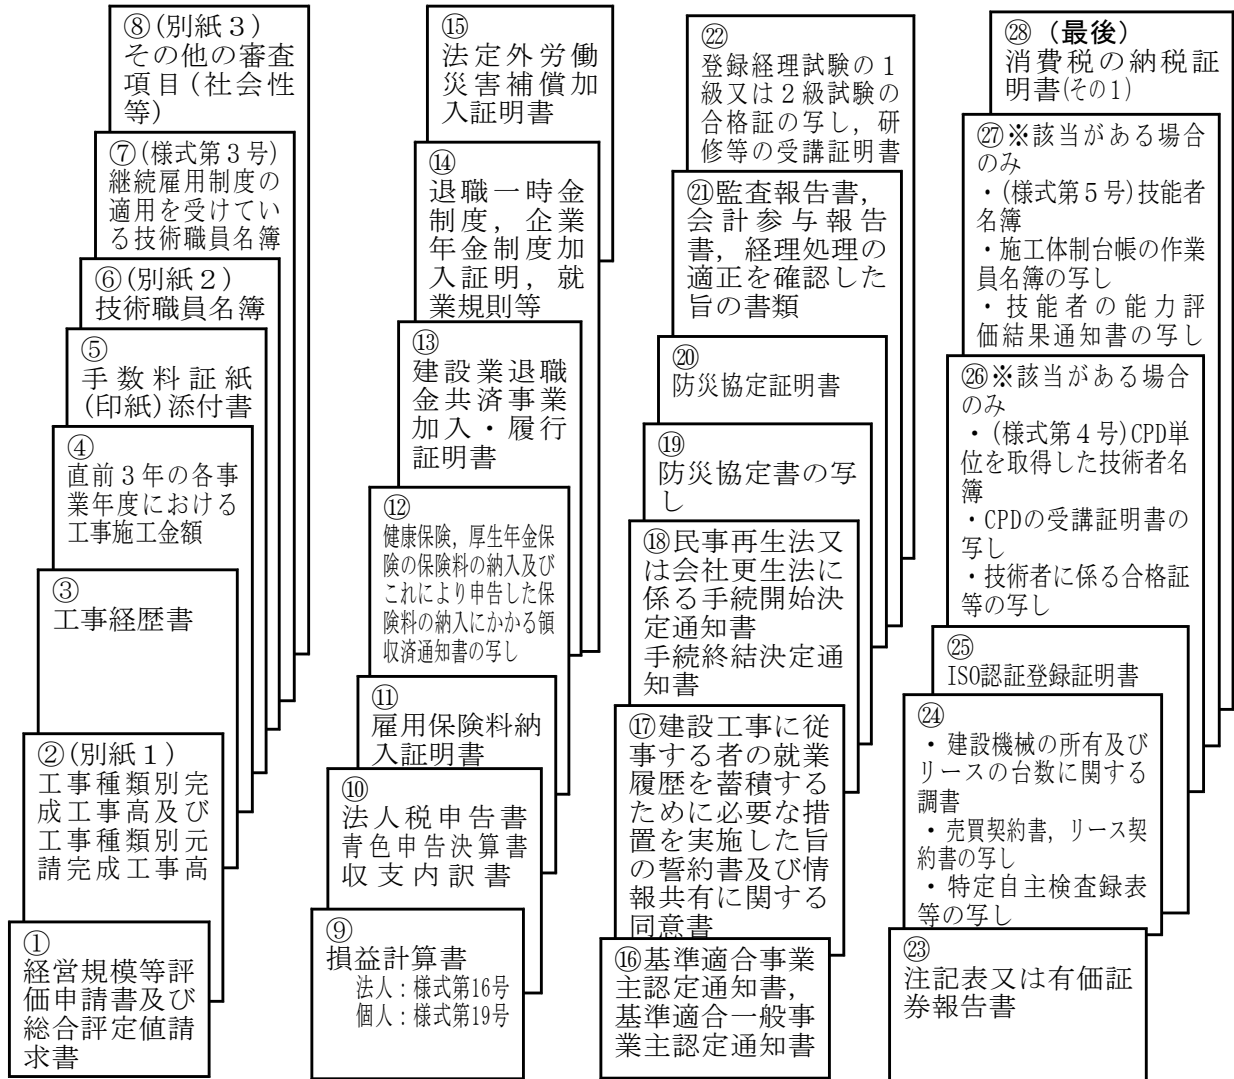 ⑧(別紙３)
その他の審査
項目(社会性
等)
⑦(様式第３号)
継続雇用制度の
適用を受けてい
る技術職員名簿
⑥(別紙２)
技術職員名簿
⑤
手数料証紙
(印紙)添付書
④
直前３年の各事
業年度における
工事施工金額
③
工事経歴書
②(別紙１)
工事種類別完
成工事高及び
工事種類別元
請完成工事高
①
経営規模等評
価申請書及び
総合評定値請
求書
⑮
法定外労働
災害補償加
入証明書
⑭
退職一時金
制度，企業
年金制度加
入証明，就
業規則等
⑬
建設業退職
金共済事業
加入・履行
証明書
⑫
健康保険，厚生年金保
険の保険料の納入及び
これにより申告した保
険料の納入にかかる領
収済通知書の写し
⑪
雇用保険料納
入証明書
⑩
法人税申告書
青色申告決算書
収支内訳書
⑨
損益計算書
法人：様式第16号
個人：様式第19号
㉒
登録経理試験の１
級又は２級試験の
合格証の写し，研
修等の受講証明書
㉑監査報告書，
会計参与報告
書，経理処理の
適正を確認した
旨の書類
⑳
防災協定証明書
⑲
防災協定書の写
し
⑱民事再生法又
は会社更生法に
係る手続開始決
定通知書
手続終結決定通
知書
⑰建設工事に従
事する者の就業
履歴を蓄積する
ために必要な措
置を実施した旨
の誓約書及び情
報共有に関する
同意書
⑯基準適合事業
主認定通知書，
基準適合一般事
業主認定通知書
㉘（最後）
消費税の納税証
明書(その1)
㉗※該当がある場合
のみ
・(様式第５号)技能者
名簿
・施工体制台帳の作業
員名簿の写し
・技能者の能力評
価結果通知書の写し
㉖※該当がある場合
のみ
・(様式第４号)CPD単
位を取得した技術者名
簿
・CPDの受講証明書の
写し
・技術者に係る合格証
等の写し
㉕
ISO認証登録証明書
㉔
・建設機械の所有及び
リースの台数に関する
調書
・売買契約書，リース契
約書の写し
・特定自主検査録表
等の写し
㉓
注記表又は有価証
券報告書